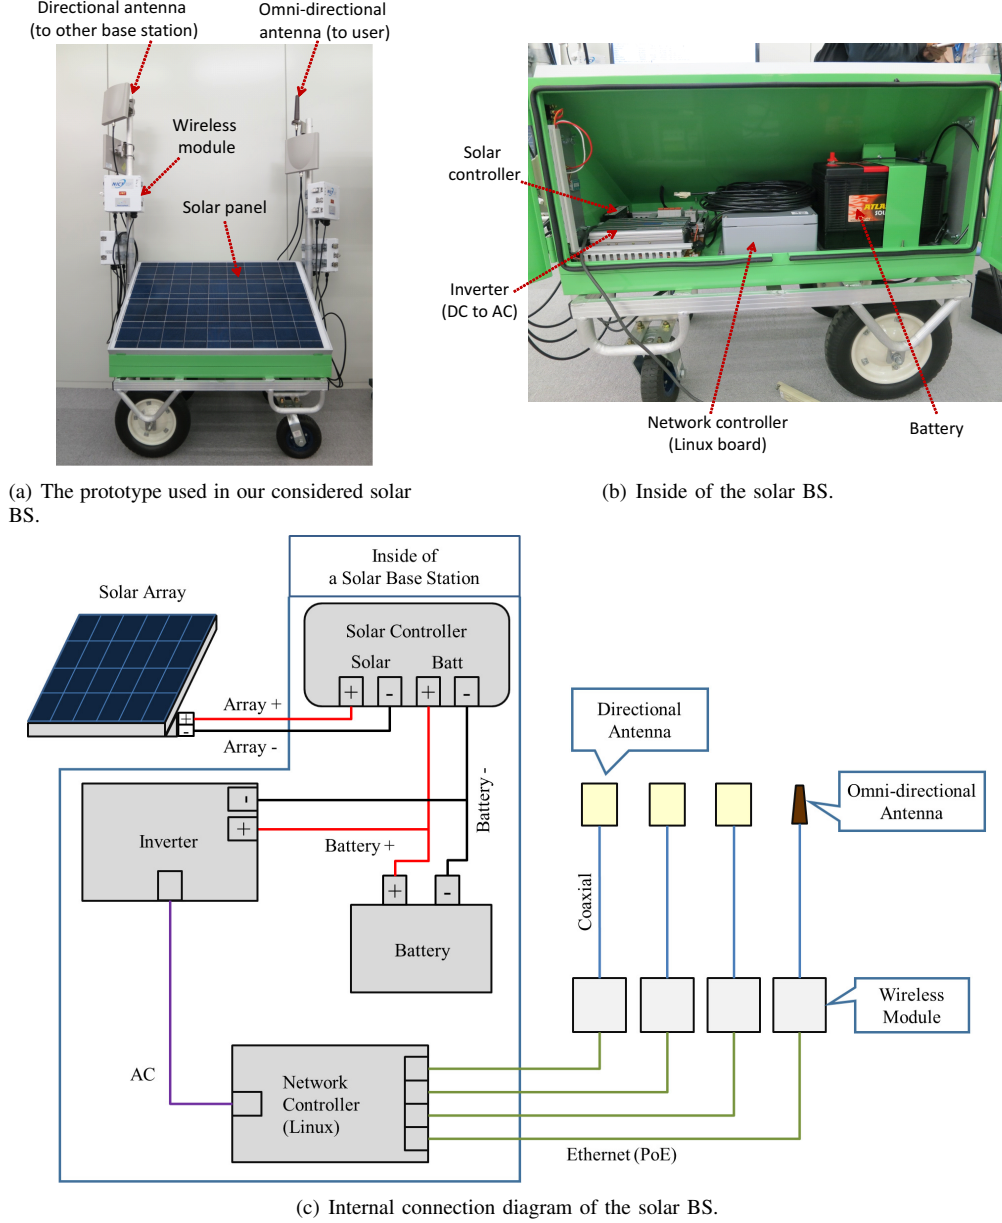 Directional antenna
(to other base station)
Omni-directional
antenna (to user)
Wireless
module
Solar panel
(a) The prototype used in our considered solar
BS.
Solar
controller
Inverter
(DC to AC)
ATLAS
Network controller
(Linux board)
Battery
(b) Inside of the solar BS.
Inside of
a Solar Base Station
Solar Array
Solar Controller
Solar
Batt
+
-
+
-
+
-
Array +
Array -
-
+
Inverter
Battery +
Battery -
+
-
Battery
AC
Network
Controller
(Linux)
Ethernet (PoE)
Directional
Antenna
Omni-directional
Antenna
Coaxial
Wireless
Module
(c) Internal connection diagram of the solar BS.